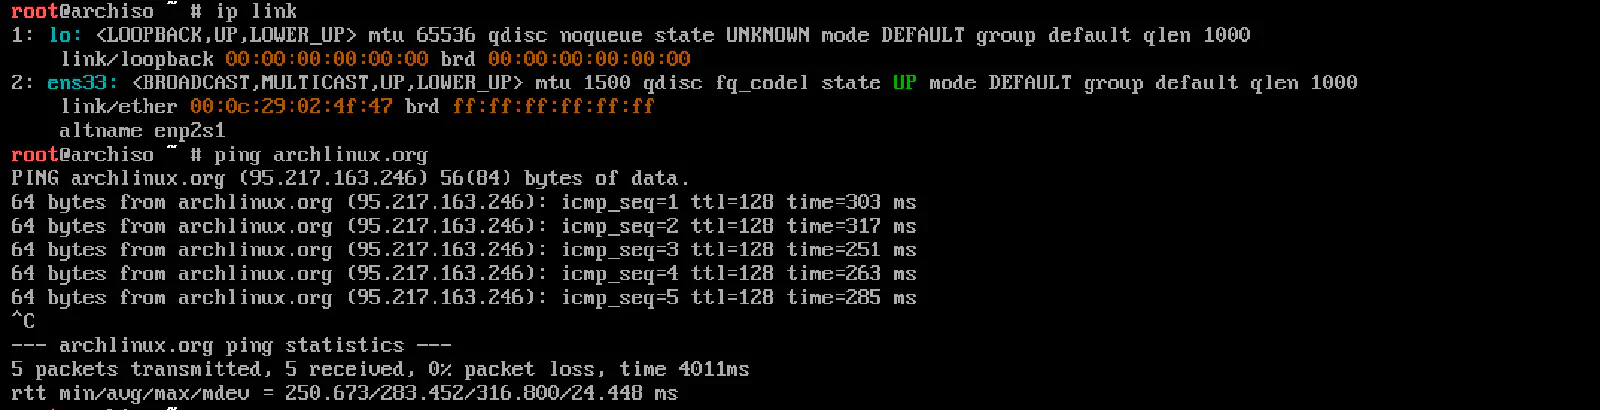 root@archiso ~ # ip link
1: lo: <LOOPBACK,UP,LOWER_UP> mtu 65536 qdisc noqueue state UNKNOWN mode DEFAULT group default qlen 1000
    link/loopback 00:00:00:00:00:00 brd 00:00:00:00:00:00
2: ens33: <BROADCAST,MULTICAST,UP,LOWER_UP> mtu 1500 qdisc fq_codel state UP mode DEFAULT group default qlen 1000
    link/ether 00:0c:29:02:4f:47 brd ff:ff:ff:ff:ff:ff
    altname enp2s1
root@archiso ~ # ping archlinux.org
PING archlinux.org (95.217.163.246) 56(84) bytes of data.
64 bytes from archlinux.org (95.217.163.246): icmp_seq=1 ttl=128 time=303 ms
64 bytes from archlinux.org (95.217.163.246): icmp_seq=2 ttl=128 time=317 ms
64 bytes from archlinux.org (95.217.163.246): icmp_seq=3 ttl=128 time=251 ms
64 bytes from archlinux.org (95.217.163.246): icmp_seq=4 ttl=128 time=263 ms
64 bytes from archlinux.org (95.217.163.246): icmp_seq=5 ttl=128 time=285 ms
^C
--- archlinux.org ping statistics ---
5 packets transmitted, 5 received, 0% packet loss, time 4011ms
rtt min/avg/max/mdev = 250.673/283.452/316.800/24.448 ms